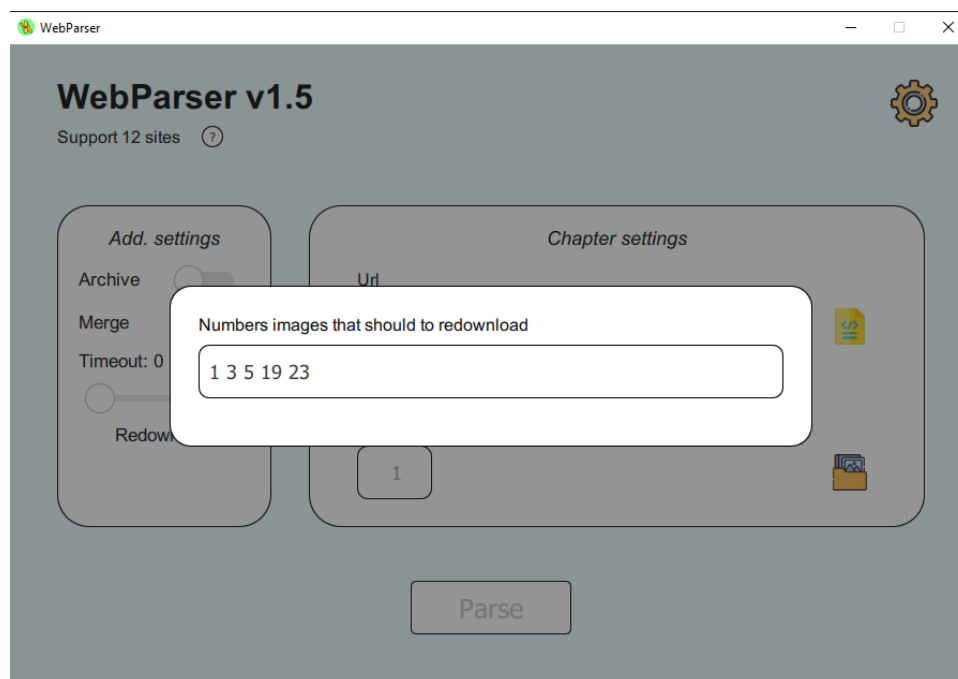 WebParser
WebParser v1.5
Support 12 sites ?
Add. settings
Archive
Merge
Timeout: 0
Chapter settings
Url
Numbers images that should to redownload
1 3 5 19 23
1
Parse